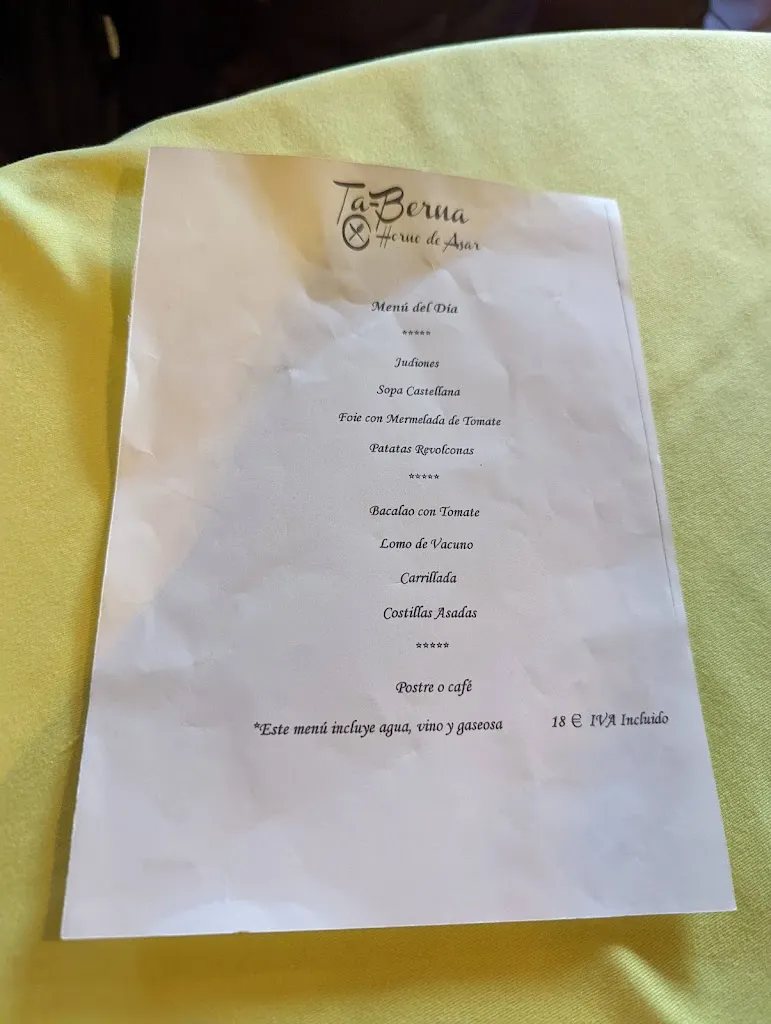 Ta-Berna
Horno de Asar
Menú del Día
*****
Judiones
Sopa Castellana
Foie con Mermelada de Tomate
Patatas Revolconas
*****
Bacalao con Tomate
Lomo de Vacuno
Carrillada
Costillas Asadas
*****
Postre o café
*Este menú incluye agua, vino y gaseosa 18 € IVA Incluido